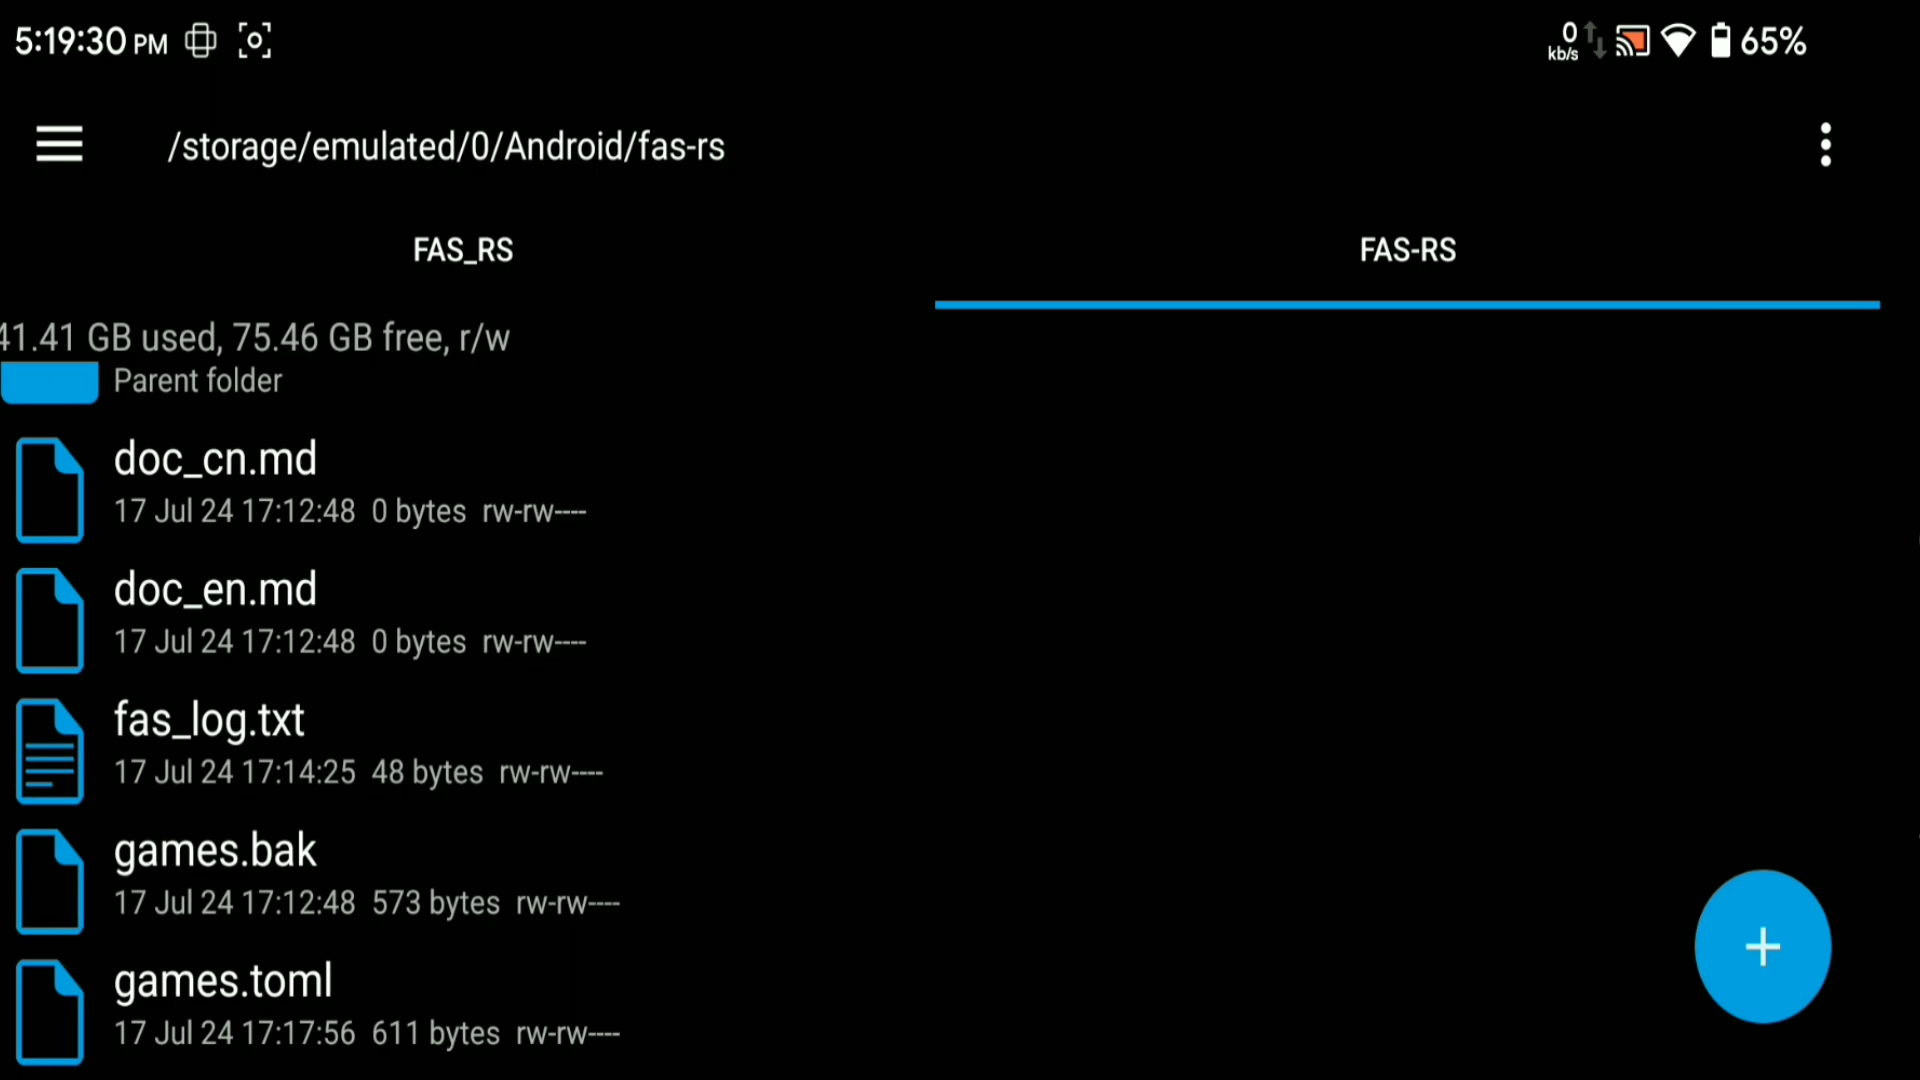 5:19:30 PM
0 kb/s 65%
/storage/emulated/0/Android/fas-rs
FAS_RS
FAS-RS
41.41 GB used, 75.46 GB free, r/w
Parent folder
doc_cn.md
17 Jul 24 17:12:48 0 bytes rw-rw----
doc_en.md
17 Jul 24 17:12:48 0 bytes rw-rw----
fas_log.txt
17 Jul 24 17:14:25 48 bytes rw-rw----
games.bak
17 Jul 24 17:12:48 573 bytes rw-rw----
games.toml
17 Jul 24 17:17:56 611 bytes rw-rw----